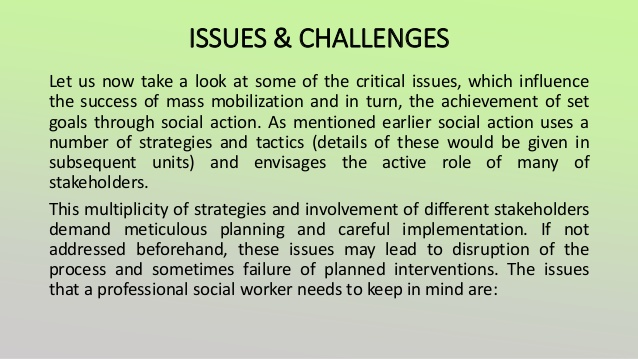 ISSUES & CHALLENGES
Let us now take a look at some of the critical issues, which influence
the success of mass mobilization and in turn, the achievement of set
goals through social action. As mentioned earlier social action uses a
number of strategies and tactics (details of these would be given in
subsequent units) and envisages the active role of many of
stakeholders.
This multiplicity of strategies and involvement of different stakeholders
demand meticulous planning and careful implementation. If not
addressed beforehand, these issues may lead to disruption of the
process and sometimes failure of planned interventions. The issues
that a professional social worker needs to keep in mind are: